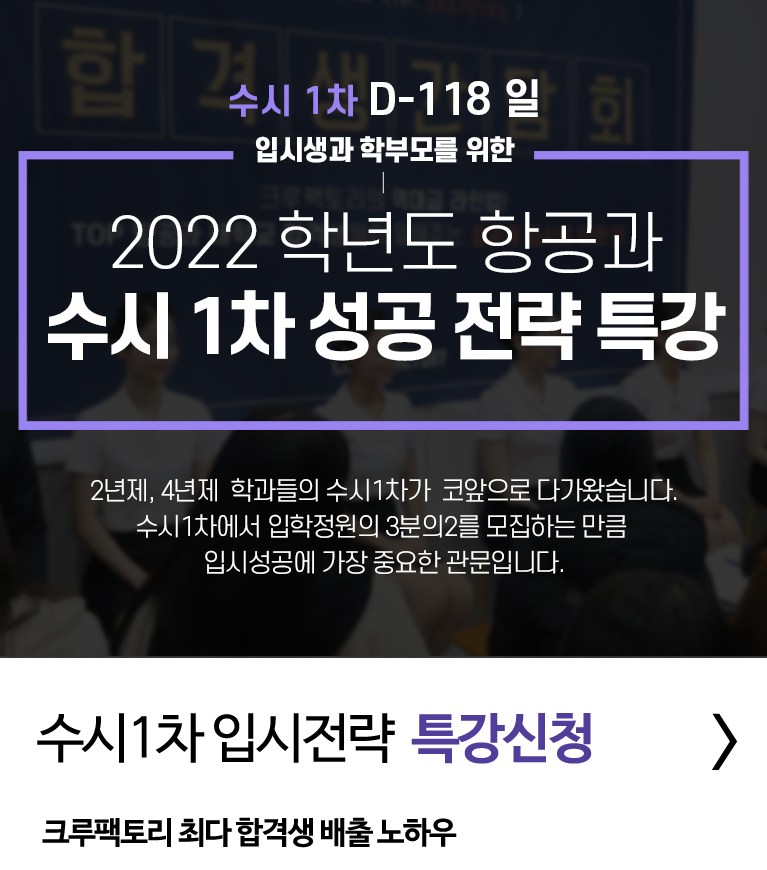 합격생간담회
수시 1차 D-118 일
입시생과 학부모를 위한
2022 학년도 항공과
수시 1차 성공 전략 특강
2년제, 4년제 학과들의 수시1차가 코앞으로 다가왔습니다.
수시1차에서 입학정원의 3분의2를 모집하는 만큼
입시성공에 가장 중요한 관문입니다.
수시1차 입시전략 특강신청
크루팩토리 최다 합격생 배출 노하우